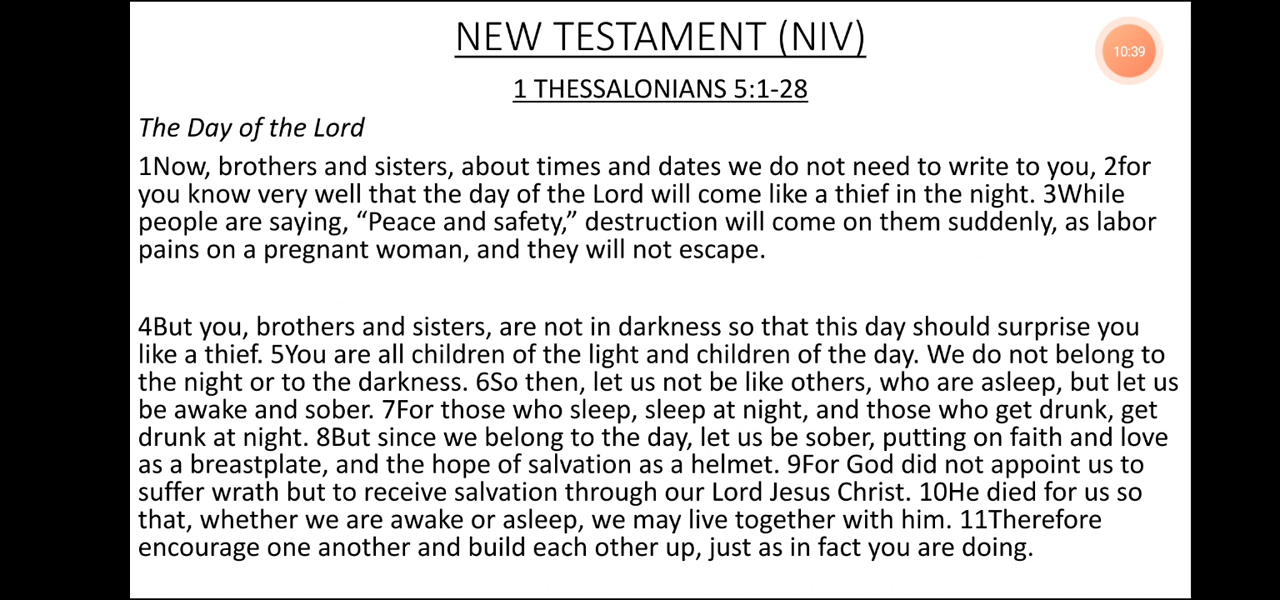 NEW TESTAMENT (NIV)
10:39
1 THESSALONIANS 5:1-28
The Day of the Lord
1Now, brothers and sisters, about times and dates we do not need to write to you, 2for
you know very well that the day of the Lord will come like a thief in the night. 3While
people are saying, “Peace and safety,” destruction will come on them suddenly, as labor
pains on a pregnant woman, and they will not escape.
4But you, brothers and sisters, are not in darkness so that this day should surprise you
like a thief. 5You are all children of the light and children of the day. We do not belong to
the night or to the darkness. 6So then, let us not be like others, who are asleep, but let us
be awake and sober. 7For those who sleep, sleep at night, and those who get drunk, get
drunk at night. 8But since we belong to the day, let us be sober, putting on faith and love
as a breastplate, and the hope of salvation as a helmet. 9For God did not appoint us to
suffer wrath but to receive salvation through our Lord Jesus Christ. 10He died for us so
that, whether we are awake or asleep, we may live together with him. 11Therefore
encourage one another and build each other up, just as in fact you are doing.